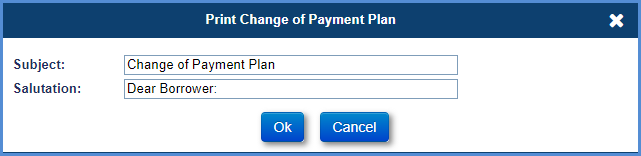 Print Change of Payment Plan
Subject: Change of Payment Plan
Salutation: Dear Borrower:
Ok Cancel